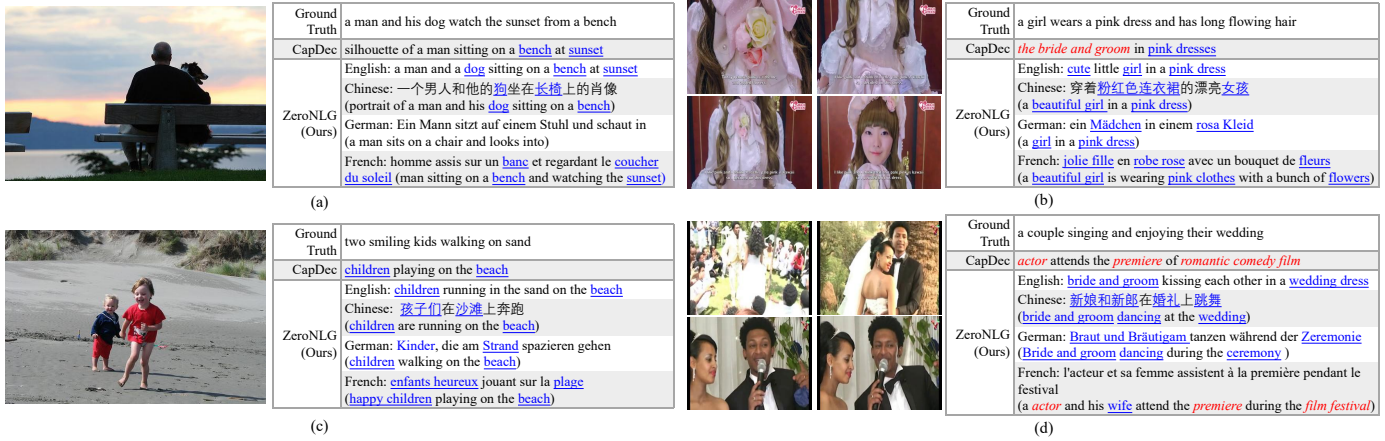 Ground Truth
a man and his dog watch the sunset from a bench
CapDec
silhouette of a man sitting on a bench at sunset
ZeroNLG (Ours)
English: a man and a dog sitting on a bench at sunset
Chinese: 一个男人和他的狗坐在长椅上的肖像
(portrait of a man and his dog sitting on a bench)
German: Ein Mann sitzt auf einem Stuhl und schaut in
(a man sits on a chair and looks into)
French: homme assis sur un banc et regardant le coucher
du soleil (man sitting on a bench and watching the sunset)
(a)
Ground Truth
a girl wears a pink dress and has long flowing hair
CapDec
the bride and groom in pink dresses
ZeroNLG (Ours)
English: cute little girl in a pink dress
Chinese: 穿着粉红色连衣裙的漂亮女孩
(a beautiful girl in a pink dress)
German: ein Mädchen in einem rosa Kleid
(a girl in a pink dress)
French: jolie fille en robe rose avec un bouquet de fleurs
(a beautiful girl is wearing pink clothes with a bunch of flowers)
(b)
Ground Truth
two smiling kids walking on sand
CapDec
children playing on the beach
ZeroNLG (Ours)
English: children running in the sand on the beach
Chinese: 孩子们在沙滩上奔跑
(children are running on the beach)
German: Kinder, die am Strand spazieren gehen
(children walking on the beach)
French: enfants heureux jouant sur la plage
(happy children playing on the beach)
(c)
Ground Truth
a couple singing and enjoying their wedding
CapDec
actor attends the premiere of romantic comedy film
ZeroNLG (Ours)
English: bride and groom kissing each other in a wedding dress
Chinese: 新娘和新郎在婚礼上跳舞
(bride and groom dancing at the wedding)
German: Braut und Bräutigam tanzen während der Zeremonie
(Bride and groom dancing during the ceremony )
French: l'acteur et sa femme assistent à la première pendant le
festival
(a actor and his wife attend the premiere during the film festival)
(d)